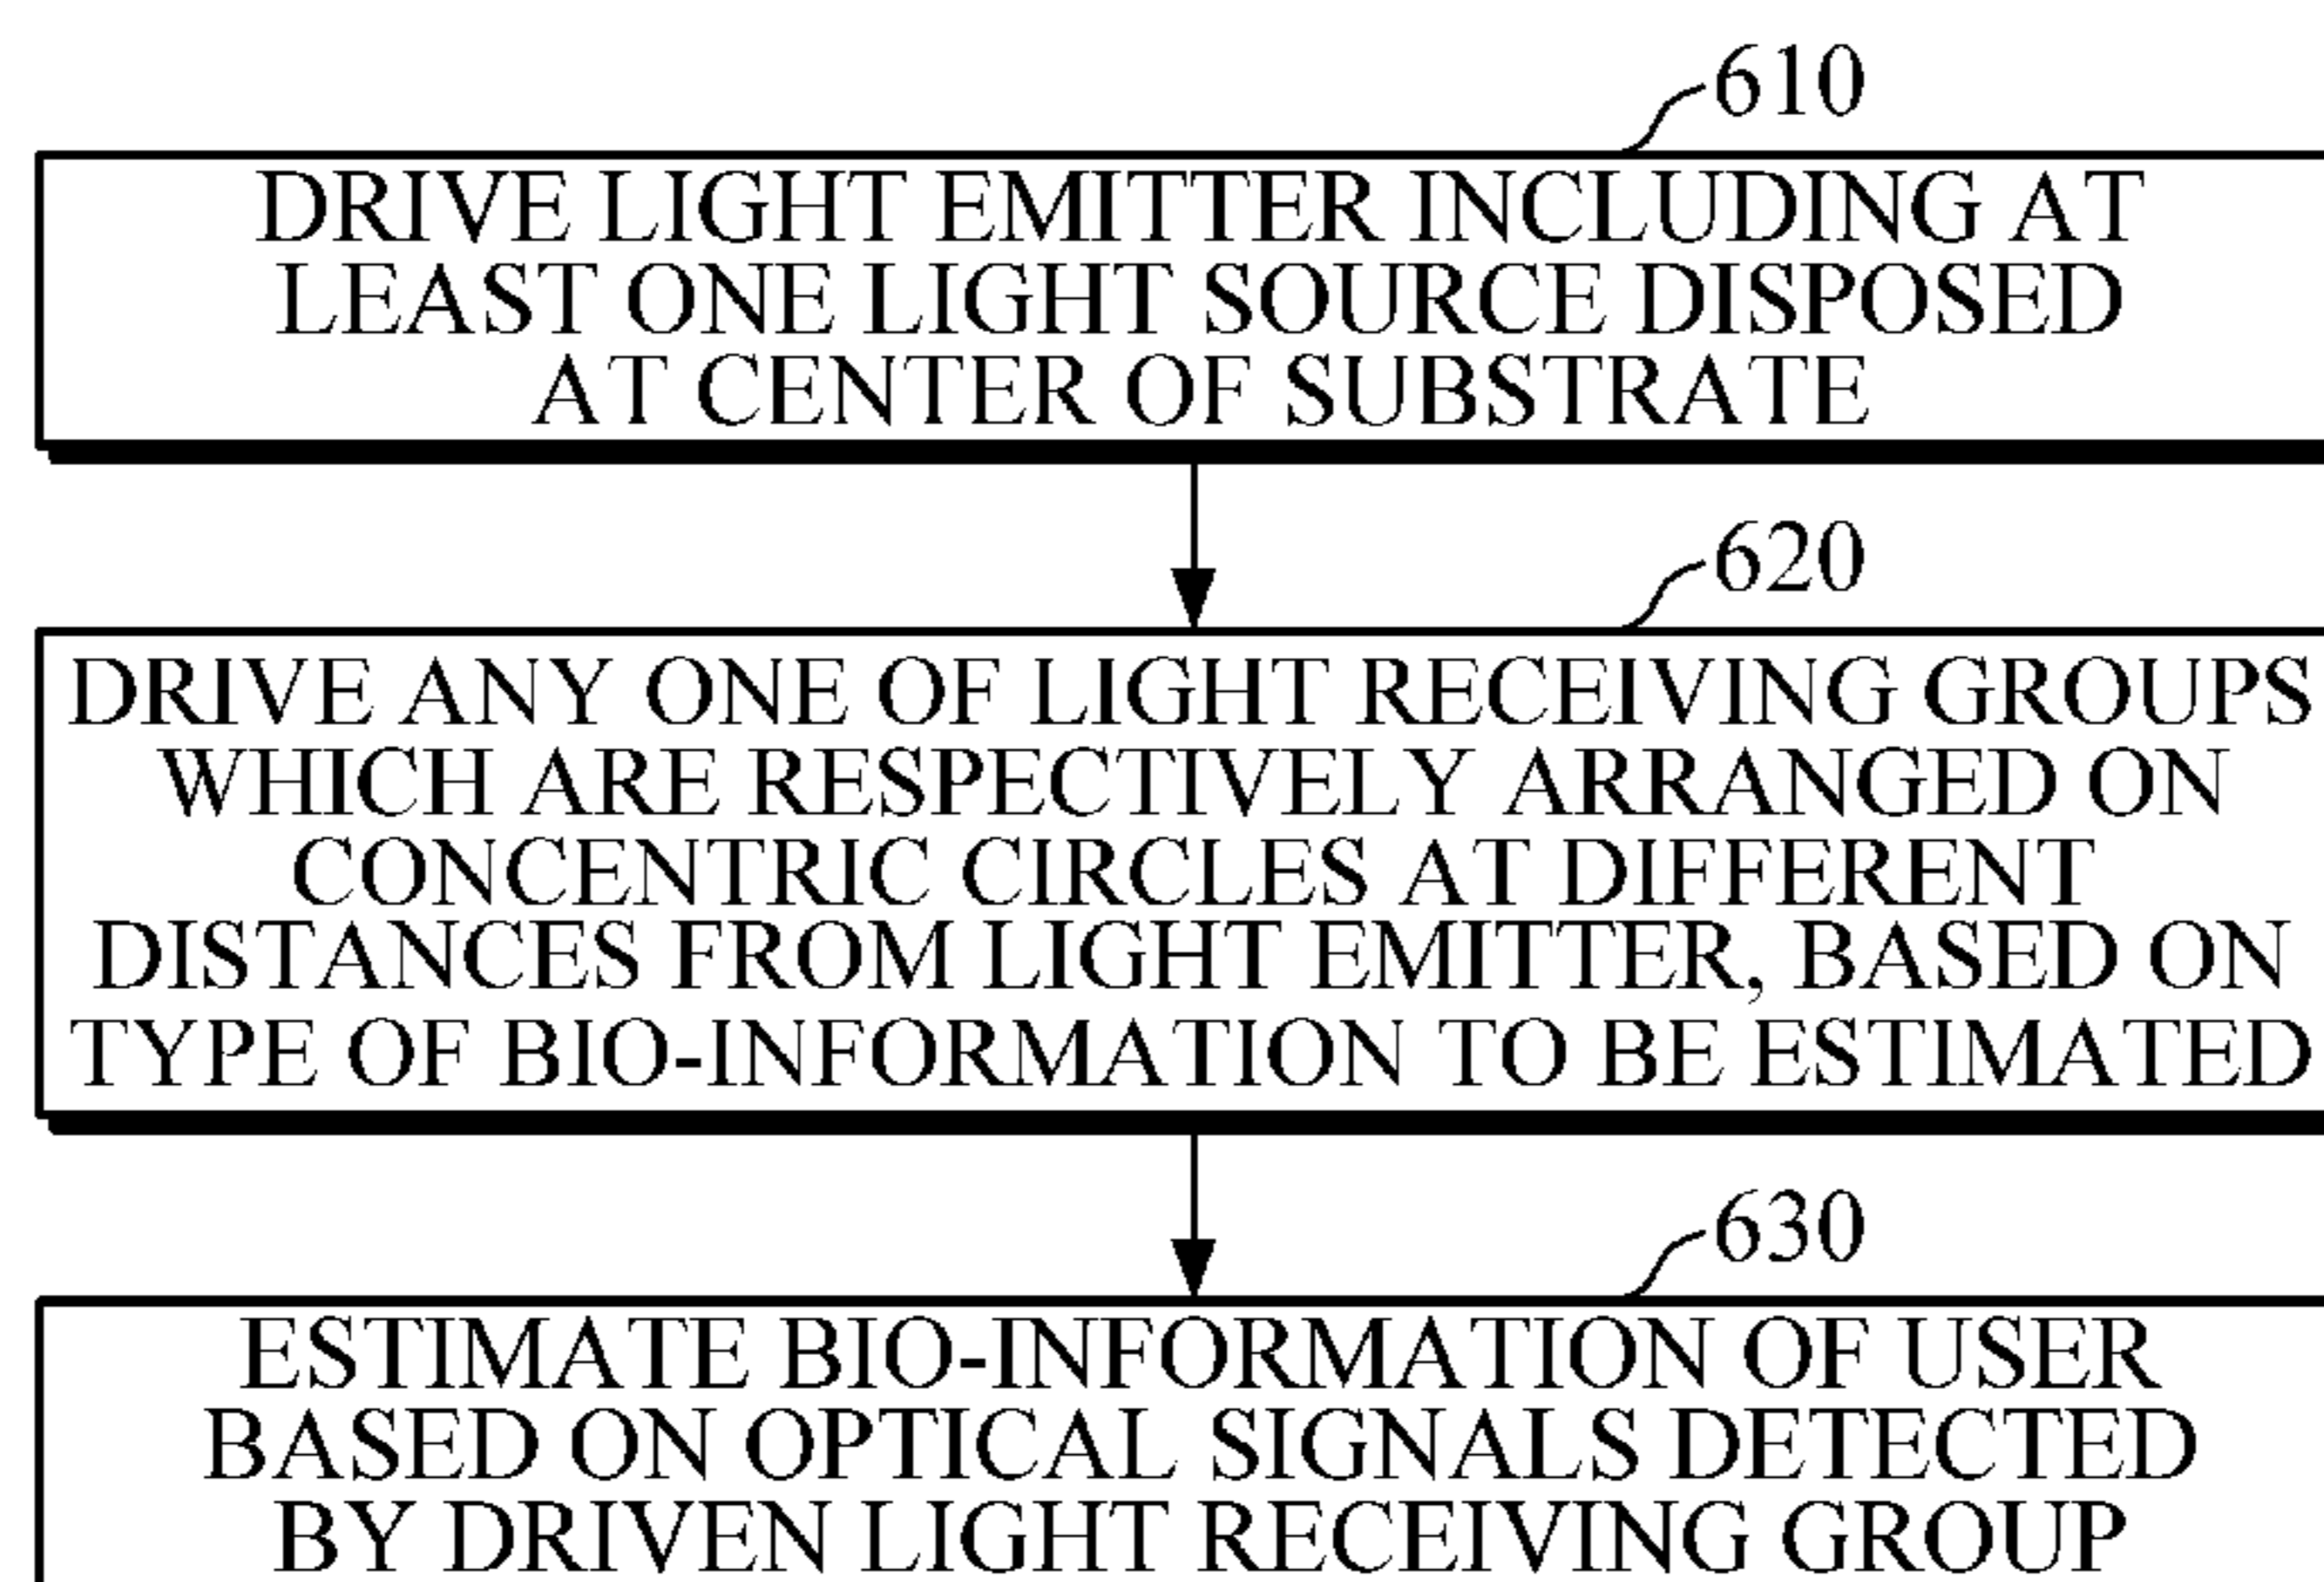 610
DRIVE LIGHT EMITTER INCLUDING AT
LEAST ONE LIGHT SOURCE DISPOSED
AT CENTER OF SUBSTRATE
620
DRIVE ANY ONE OF LIGHT RECEIVING GROUPS
WHICH ARE RESPECTIVELY ARRANGED ON
CONCENTRIC CIRCLES AT DIFFERENT
DISTANCES FROM LIGHT EMITTER, BASED ON
TYPE OF BIO-INFORMATION TO BE ESTIMATED
630
ESTIMATE BIO-INFORMATION OF USER
BASED ON OPTICAL SIGNALS DETECTED
BY DRIVEN LIGHT RECEIVING GROUP